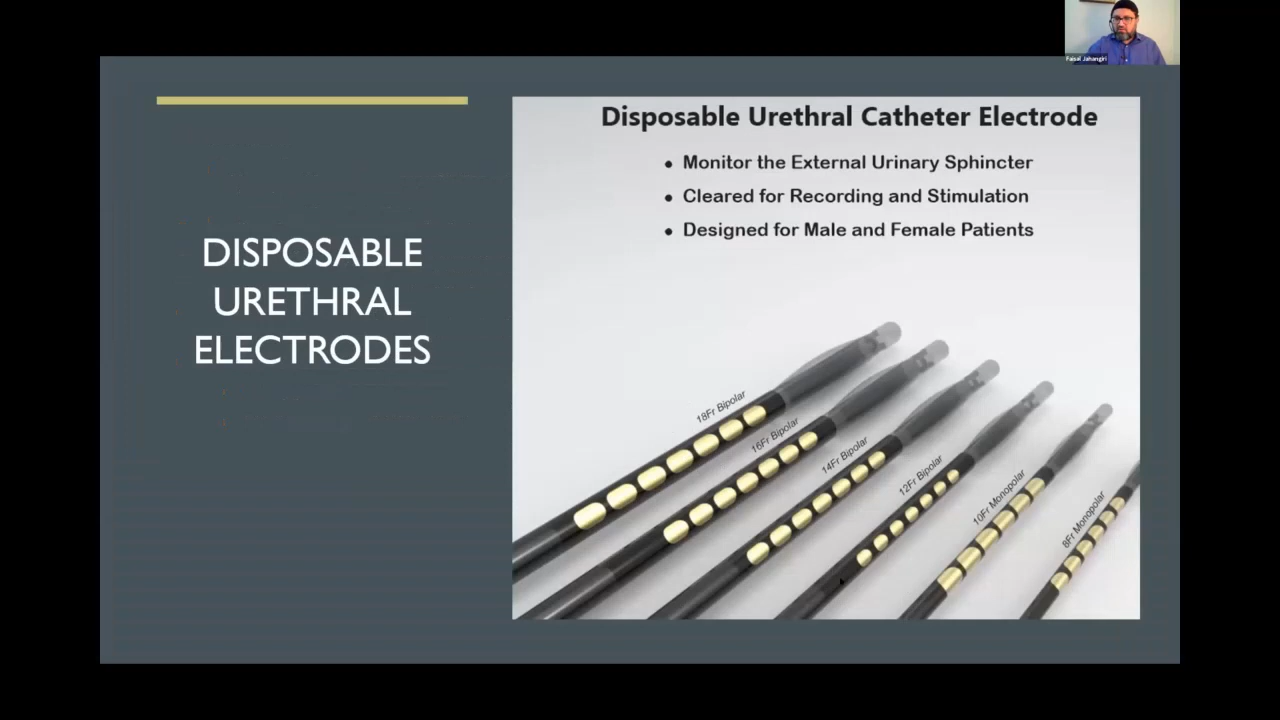 Faisal Jahangiri
DISPOSABLE
URETHRAL
ELECTRODES
Disposable Urethral Catheter Electrode
• Monitor the External Urinary Sphincter
• Cleared for Recording and Stimulation
• Designed for Male and Female Patients
18Fr Bipolar
16Fr Bipolar
14Fr Bipolar
12Fr Bipolar
10Fr Monopolar
8Fr Monopolar